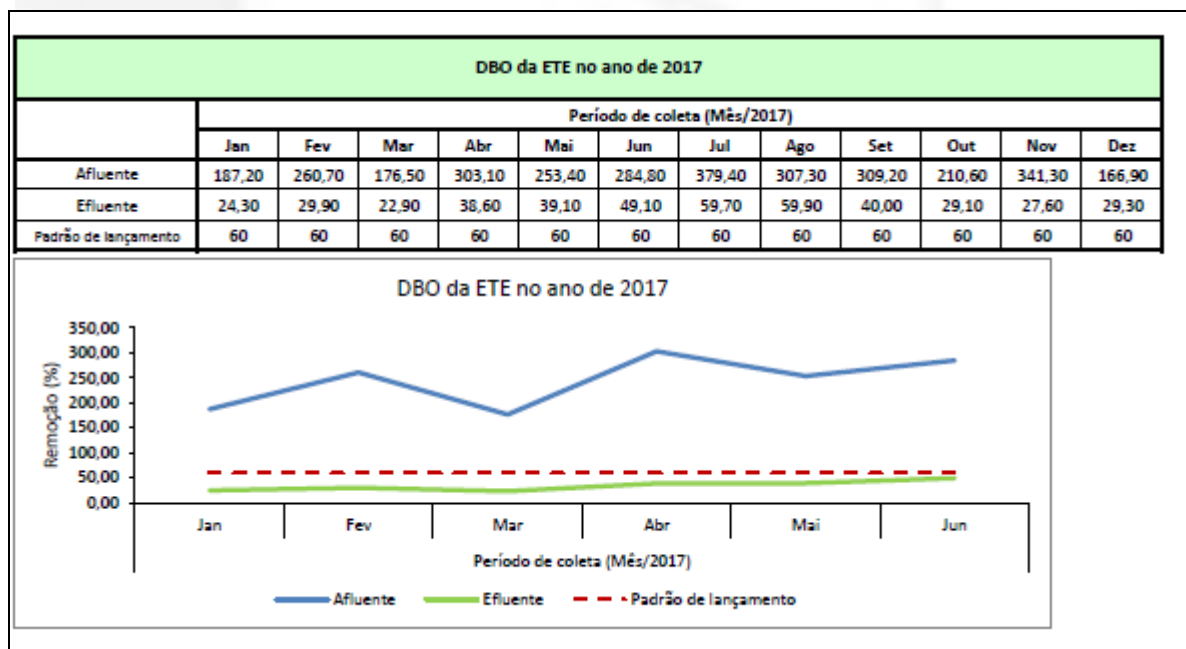 DBO da ETE no ano de 2017
Período de coleta (Mês/2017)
Jan Fev Mar Abr Mai Jun Jul Ago Set Out Nov Dez
Afluente 187,20 260,70 176,50 303,10 253,40 284,80 379,40 307,30 309,20 210,60 341,30 166,90
Efluente 24,30 29,90 22,90 38,60 39,10 49,10 59,70 59,90 40,00 29,10 27,60 29,30
Padrão de lançamento 60 60 60 60 60 60 60 60 60 60 60 60
DBO da ETE no ano de 2017
Remoção (%)
350,00
300,00
250,00
200,00
150,00
100,00
50,00
0,00
Jan Fev Mar Abr Mai Jun
Período de coleta (Mês/2017)
Afluente Efluente Padrão de lançamento